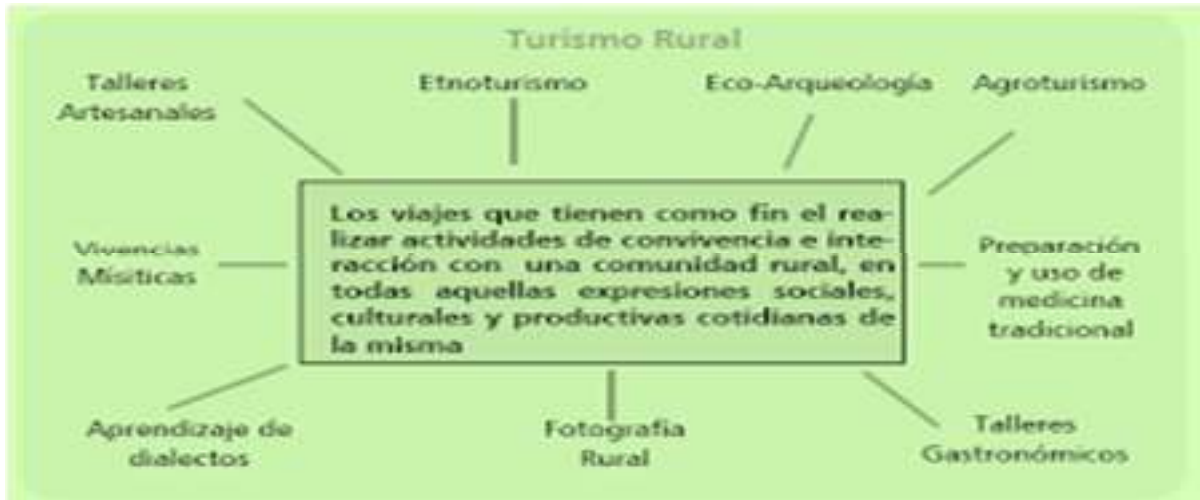 Turismo Rural
Talleres
Artesanales
Etnoturismo
Eco-Arqueología
Agroturismo
Los viajes que tienen como fin el rea-
lizar actividades de convivencia e inte-
racción con una comunidad rural, en
todas aquellas expresiones sociales,
culturales y productivas cotidianas de
la misma
Vivencias
Mísiticas
Preparación
y uso de
medicina
tradicional
Aprendizaje de
dialectos
Fotografía
Rural
Talleres
Gastronómicos